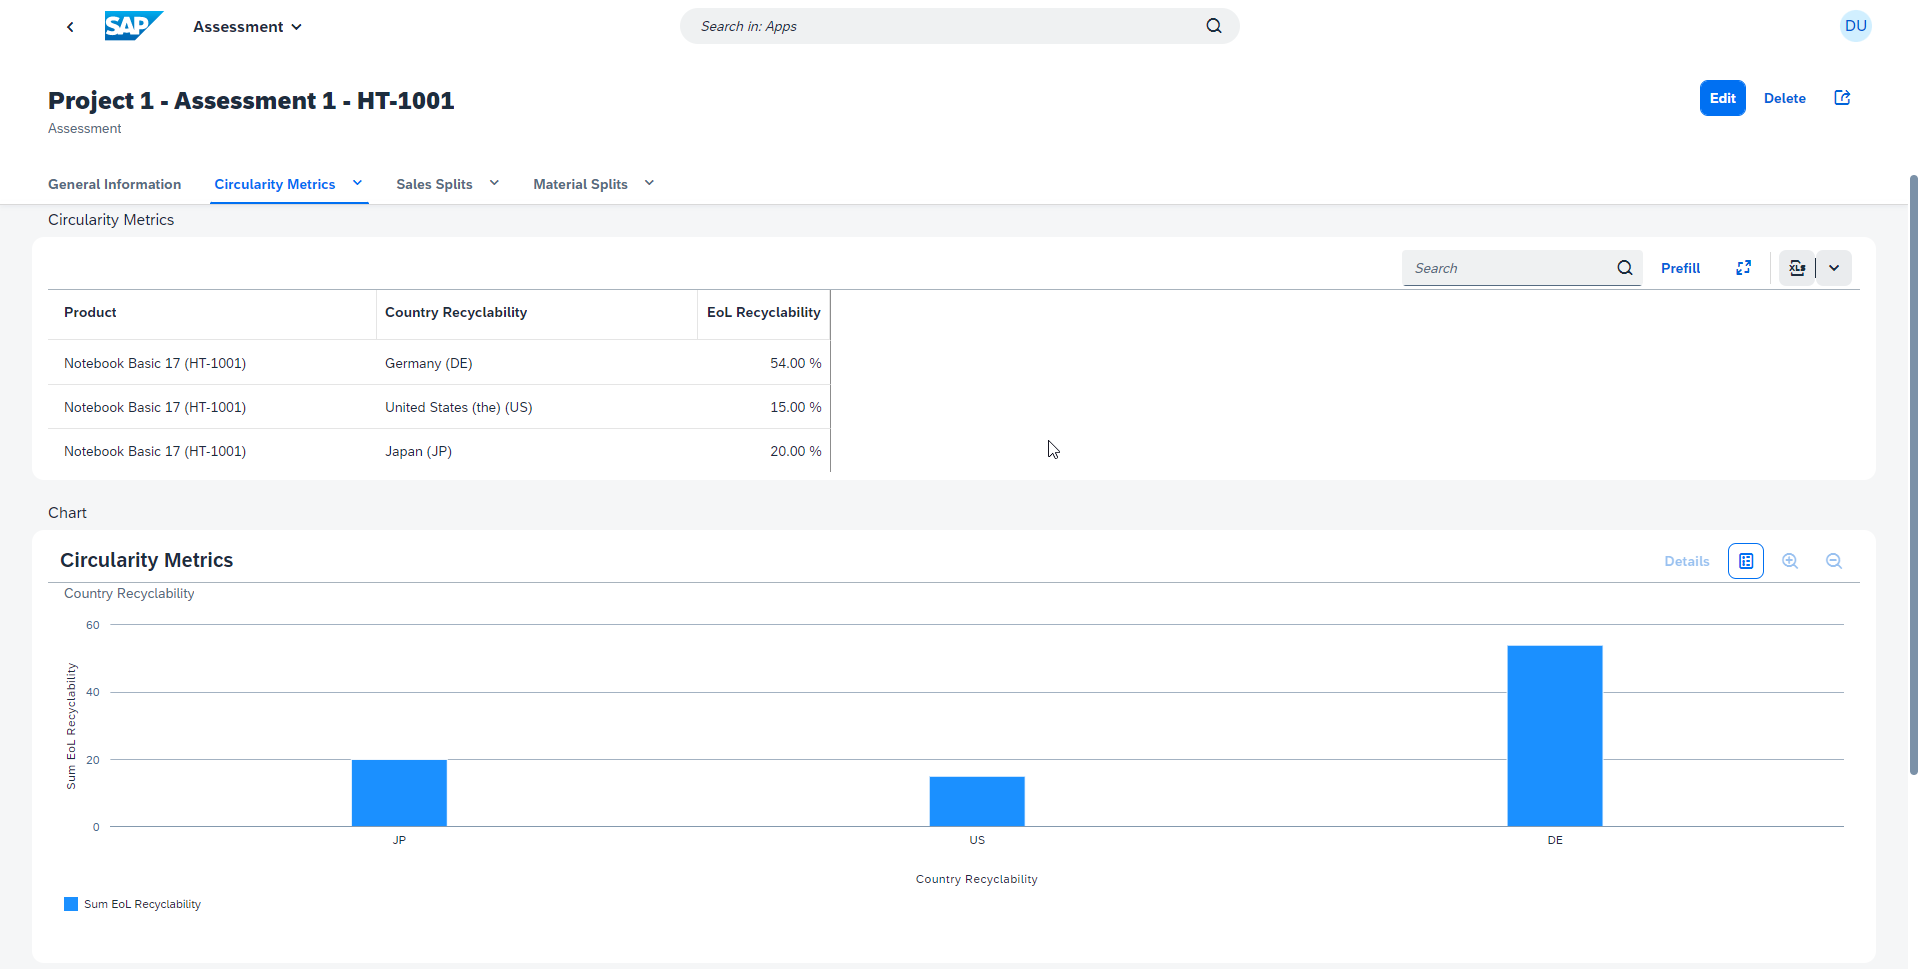 SAP Assessment Search in: Apps DU
Project 1 - Assessment 1 - HT-1001
Edit Delete
Assessment
General Information Circularity Metrics Sales Splits Material Splits
Circularity Metrics
Search Prefill XLS
Product Country Recyclability EoL Recyclability
Notebook Basic 17 (HT-1001) Germany (DE) 54.00 %
Notebook Basic 17 (HT-1001) United States (the) (US) 15.00 %
Notebook Basic 17 (HT-1001) Japan (JP) 20.00 %
Chart
Circularity Metrics
Details
Country Recyclability
60
40
20
0
Sum EoL Recyclability
JP US DE
Country Recyclability
Sum EoL Recyclability